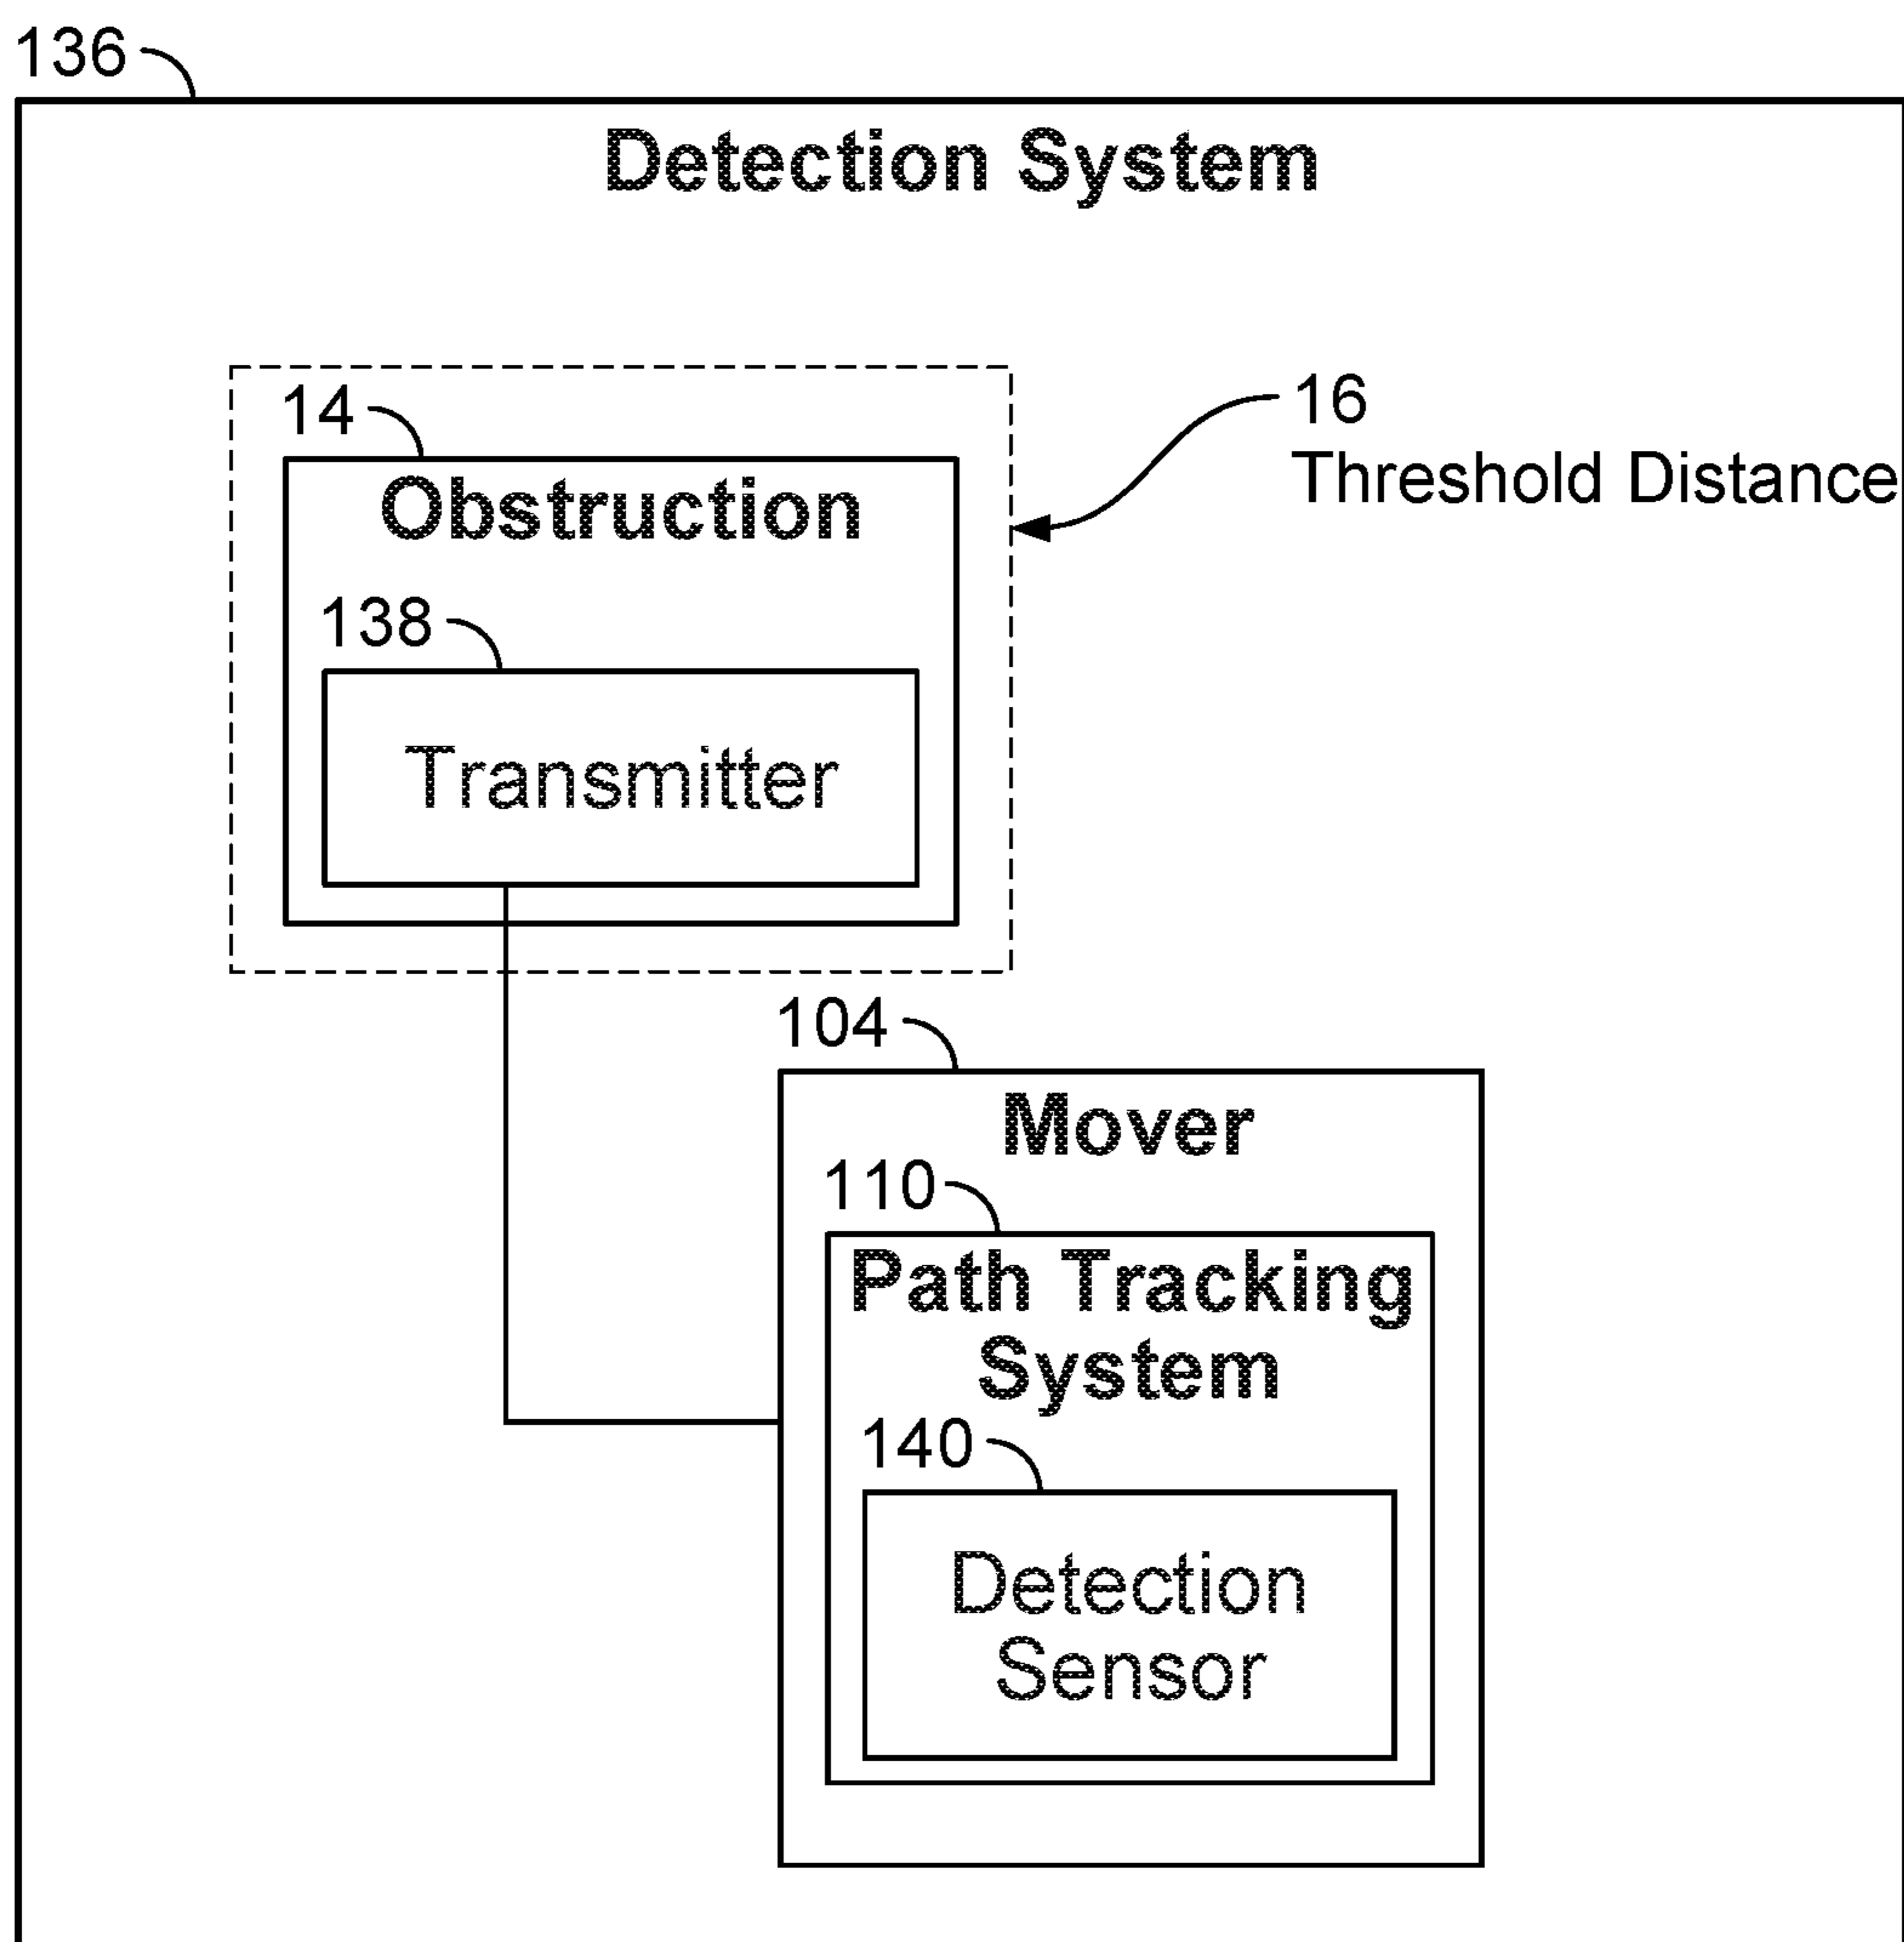 136
Detection System
14
16
Threshold Distance
Obstruction
138
Transmitter
104
Mover
110
Path Tracking
System
140
Detection
Sensor